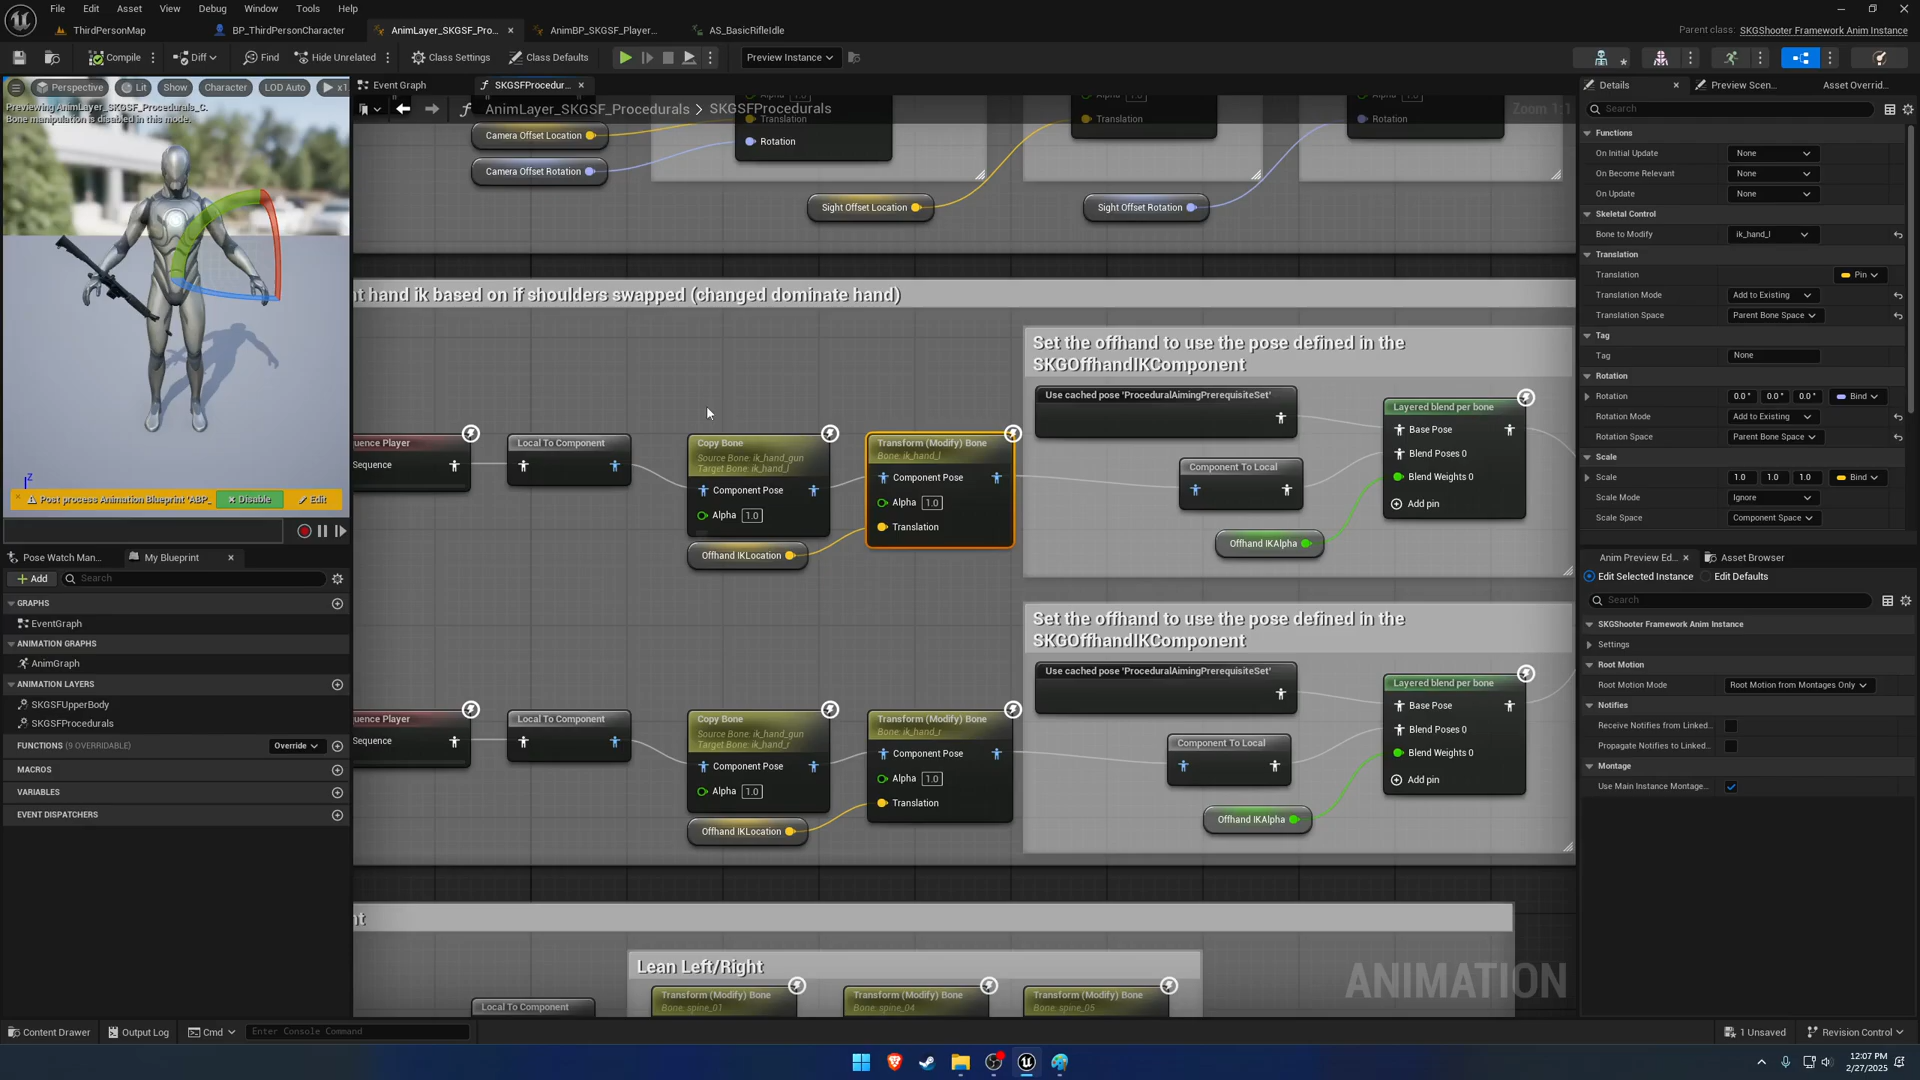 File Edit Asset View Window Debug Tools Help
ThirdPersonMap
BP_ThirdPersonCharacter
AnimLayer_SKGSF_Pro...
AnimBP_SKGSF_Player...
AS_BasicRifleIdle
Parent class: SKGShooter Framework Anim Instance
Compile
Diff
Find
Hide Unrelated
Class Settings
Class Defaults
Preview Instance
Perspective
Lit
Show
Character
LOD Auto
x1
Previewing AnimLayer_SKGSF_Procedurals_C.
Bone manipulation is disabled in this mode.
Z
Post process Animation Blueprint 'ABP_
Disable
Edit
Event Graph
SKGSFProcedur...
AnimLayer_SKGSF_Procedurals > SKGSFProcedurals
Zoom 1:1
Camera Offset Location
Camera Offset Rotation
Translation
Rotation
Translation
Rotation
Sight Offset Location
Sight Offset Rotation
t hand ik based on if shoulders swapped (changed dominate hand)
Set the offhand to use the pose defined in the
SKGOffhandIKComponent
Use cached pose 'ProceduralAimingPrerequisiteSet'
uence Player
Sequence
Local To Component
Copy Bone
Source Bone: ik_hand_gun
Target Bone: ik_hand_l
Component Pose
Alpha 1.0
Offhand IKLocation
Transform (Modify) Bone
Bone: ik_hand_l
Component Pose
Alpha 1.0
Translation
Component To Local
Layered blend per bone
Base Pose
Blend Poses 0
Blend Weights 0
Add pin
Offhand IKAlpha
Set the offhand to use the pose defined in the
SKGOffhandIKComponent
Use cached pose 'ProceduralAimingPrerequisiteSet'
uence Player
Sequence
Local To Component
Copy Bone
Source Bone: ik_hand_gun
Target Bone: ik_hand_r
Component Pose
Alpha 1.0
Offhand IKLocation
Transform (Modify) Bone
Bone: ik_hand_r
Component Pose
Alpha 1.0
Translation
Component To Local
Layered blend per bone
Base Pose
Blend Poses 0
Blend Weights 0
Add pin
Offhand IKAlpha
nt
Lean Left/Right
Local To Component
Transform (Modify) Bone
Bone: spine_01
Transform (Modify) Bone
Bone: spine_04
Transform (Modify) Bone
Bone: spine_05
ANIMATION
Pose Watch Man...
My Blueprint
Add
Search
GRAPHS
EventGraph
ANIMATION GRAPHS
AnimGraph
ANIMATION LAYERS
SKGSFUpperBody
SKGSFProcedurals
FUNCTIONS (9 OVERRIDABLE)
Override
MACROS
VARIABLES
EVENT DISPATCHERS
Details
Preview Scen...
Asset Overrid...
Search
Functions
On Initial Update None
On Become Relevant None
On Update None
Skeletal Control
Bone to Modify ik_hand_l
Translation
Translation Pin
Translation Mode Add to Existing
Translation Space Parent Bone Space
Tag
Tag None
Rotation
Rotation 0.0 ° 0.0 ° 0.0 ° Bind
Rotation Mode Add to Existing
Rotation Space Parent Bone Space
Scale
Scale 1.0 1.0 1.0 Bind
Scale Mode Ignore
Scale Space Component Space
Anim Preview Ed...
Asset Browser
Edit Selected Instance Edit Defaults
Search
SKGShooter Framework Anim Instance
Settings
Root Motion
Root Motion Mode Root Motion from Montages Only
Notifies
Receive Notifies from Linked...
Propagate Notifies to Linked...
Montage
Use Main Instance Montage...
Content Drawer
Output Log
Cmd
Enter Console Command
1 Unsaved
Revision Control
12:07 PM
2/27/2025